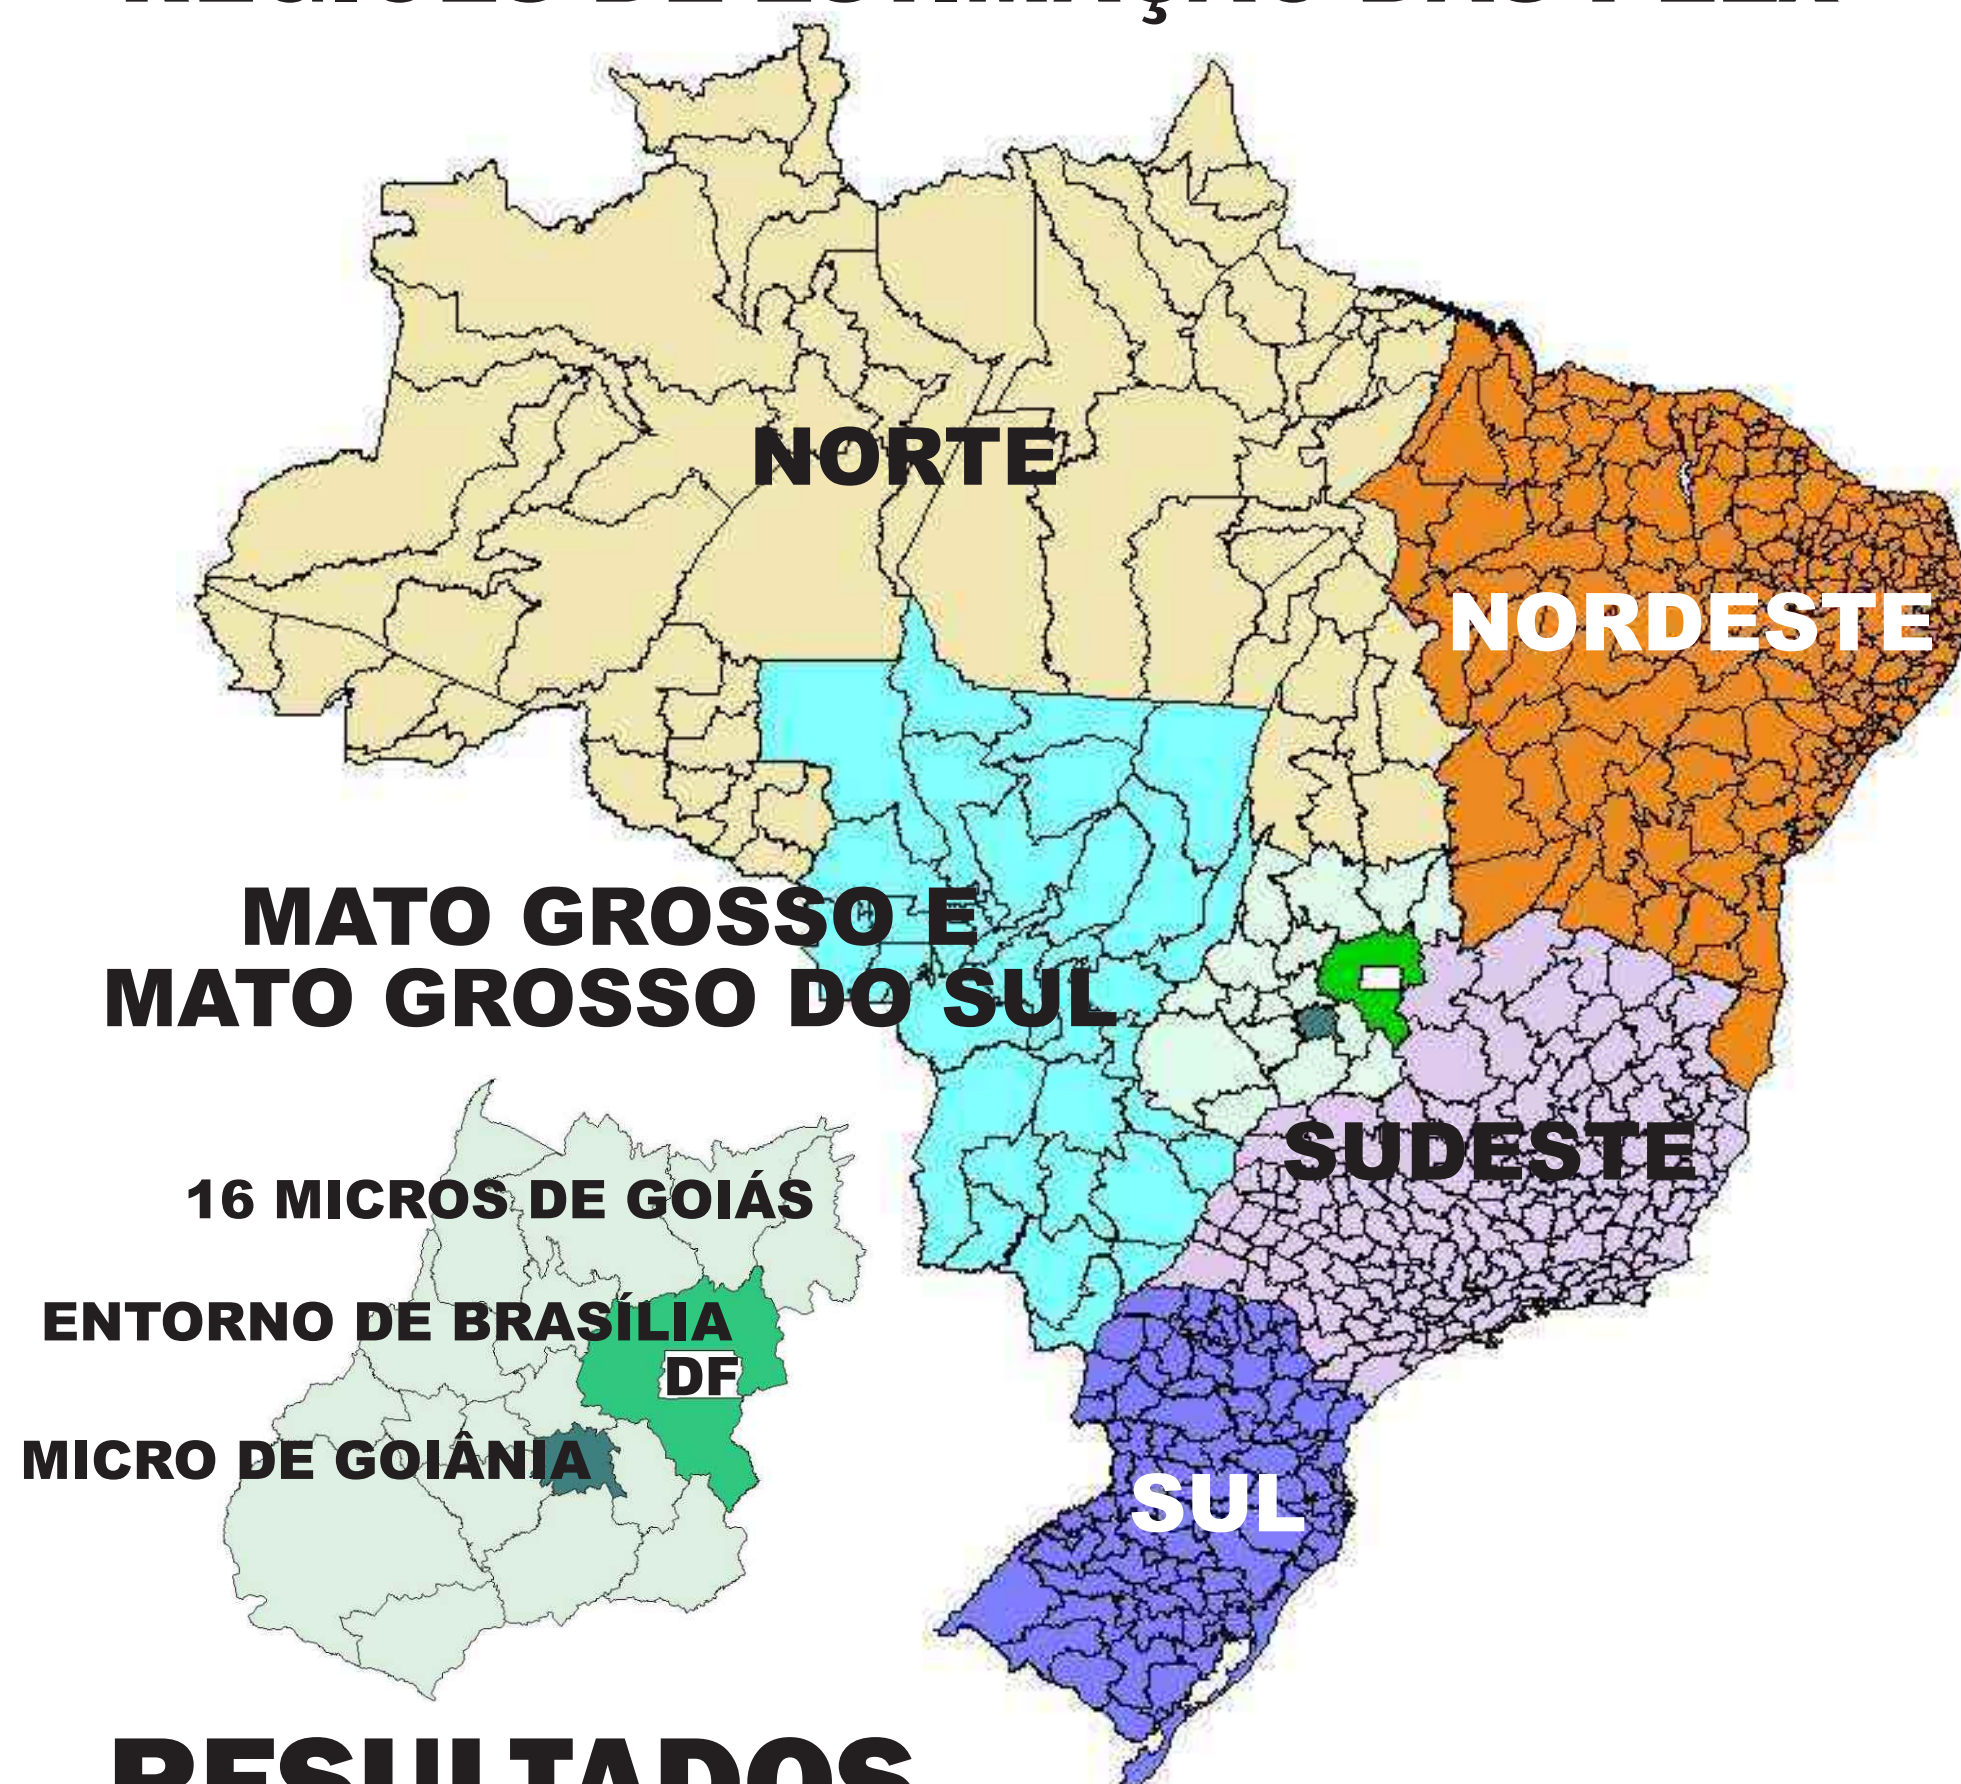 NORTE
NORDESTE
MATO GROSSO E
MATO GROSSO DO SUL
SUDESTE
16 MICROS DE GOIÁS
ENTORNO DE BRASÍLIA
DF
MICRO DE GOIÂNIA
SUL
RESULTADOS